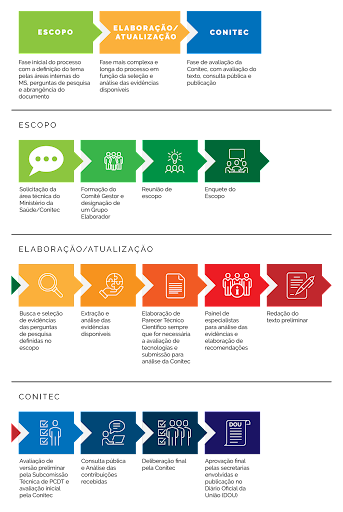 ESCOPO
ELABORAÇÃO/
ATUALIZAÇÃO
CONITEC
Fase inicial do processo
com a definição do tema
pelas áreas internas do
MS, perguntas de pesquisa
e abrangência do
documento
Fase mais complexa e
longa do processo em
função da seleção e
análise das evidências
disponíveis
Fase de avaliação da
Conitec, com avaliação do
texto, consulta pública e
publicação
ESCOPO
Solicitação da
área técnica do
Ministério da
Saúde/Conitec
Formação do
Comitê Gestor e
designação de
um Grupo
Elaborador
Reunião de
escopo
Enquete do
Escopo
ELABORAÇÃO/ATUALIZAÇÃO
Busca e seleção
de evidências
das perguntas
de pesquisa
definidas no
escopo
Extração e
análise das
evidências
disponíveis
Elaboração de
Parecer Técnico
Científico sempre
que for necessária
a avaliação de
tecnologias e
submissão para
análise da Conitec
Painel de
especialistas
para análise das
evidências e
elaboração de
recomendações
Redação do
texto preliminar
CONITEC
DOU
Avaliação de
versão preliminar
pela Subcomissão
Técnica de PCDT e
avaliação inicial
pela Conitec
Consulta pública
e Análise das
contribuições
recebidas
Deliberação final
pela Conitec
Aprovação final
pelas secretarias
envolvidas e
publicação no
Diário Oficial da
União (DOU)